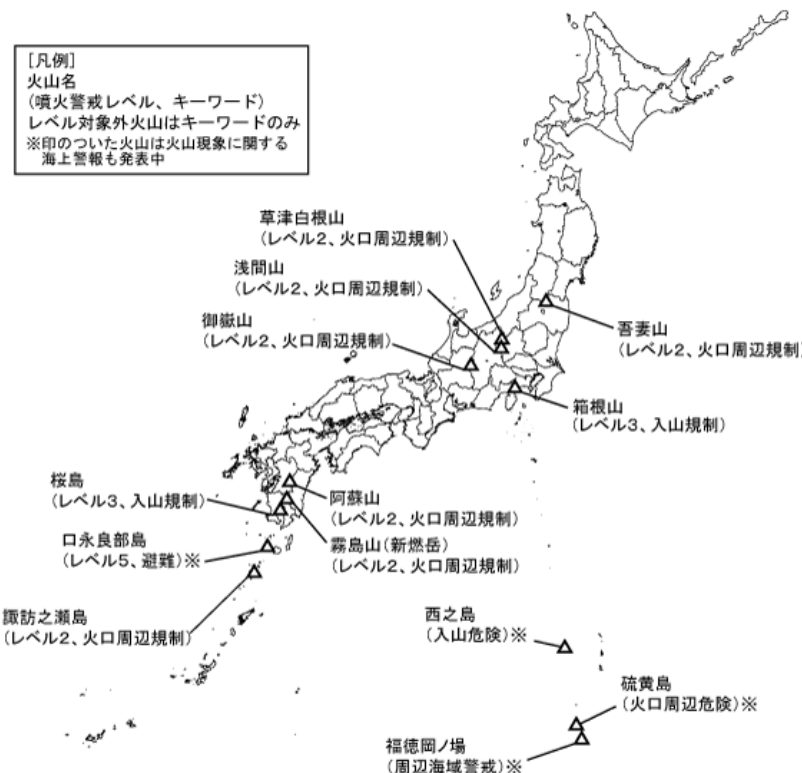 [凡例]
火山名
(噴火警戒レベル、キーワード)
レベル対象外火山はキーワードのみ
※印のついた火山は火山現象に関する
海上警報も発表中
草津白根山
(レベル2、火口周辺規制)
浅間山
(レベル2、火口周辺規制)
御嶽山
(レベル2、火口周辺規制)
吾妻山
(レベル2、火口周辺規制)
箱根山
(レベル3、入山規制)
桜島
(レベル3、入山規制)
阿蘇山
(レベル2、火口周辺規制)
口永良部島
(レベル5、避難)※
霧島山(新燃岳)
(レベル2、火口周辺規制)
諏訪之瀬島
(レベル2、火口周辺規制)
西之島
(入山危険)※
硫黄島
(火口周辺危険)※
福徳岡ノ場
(周辺海域警戒)※